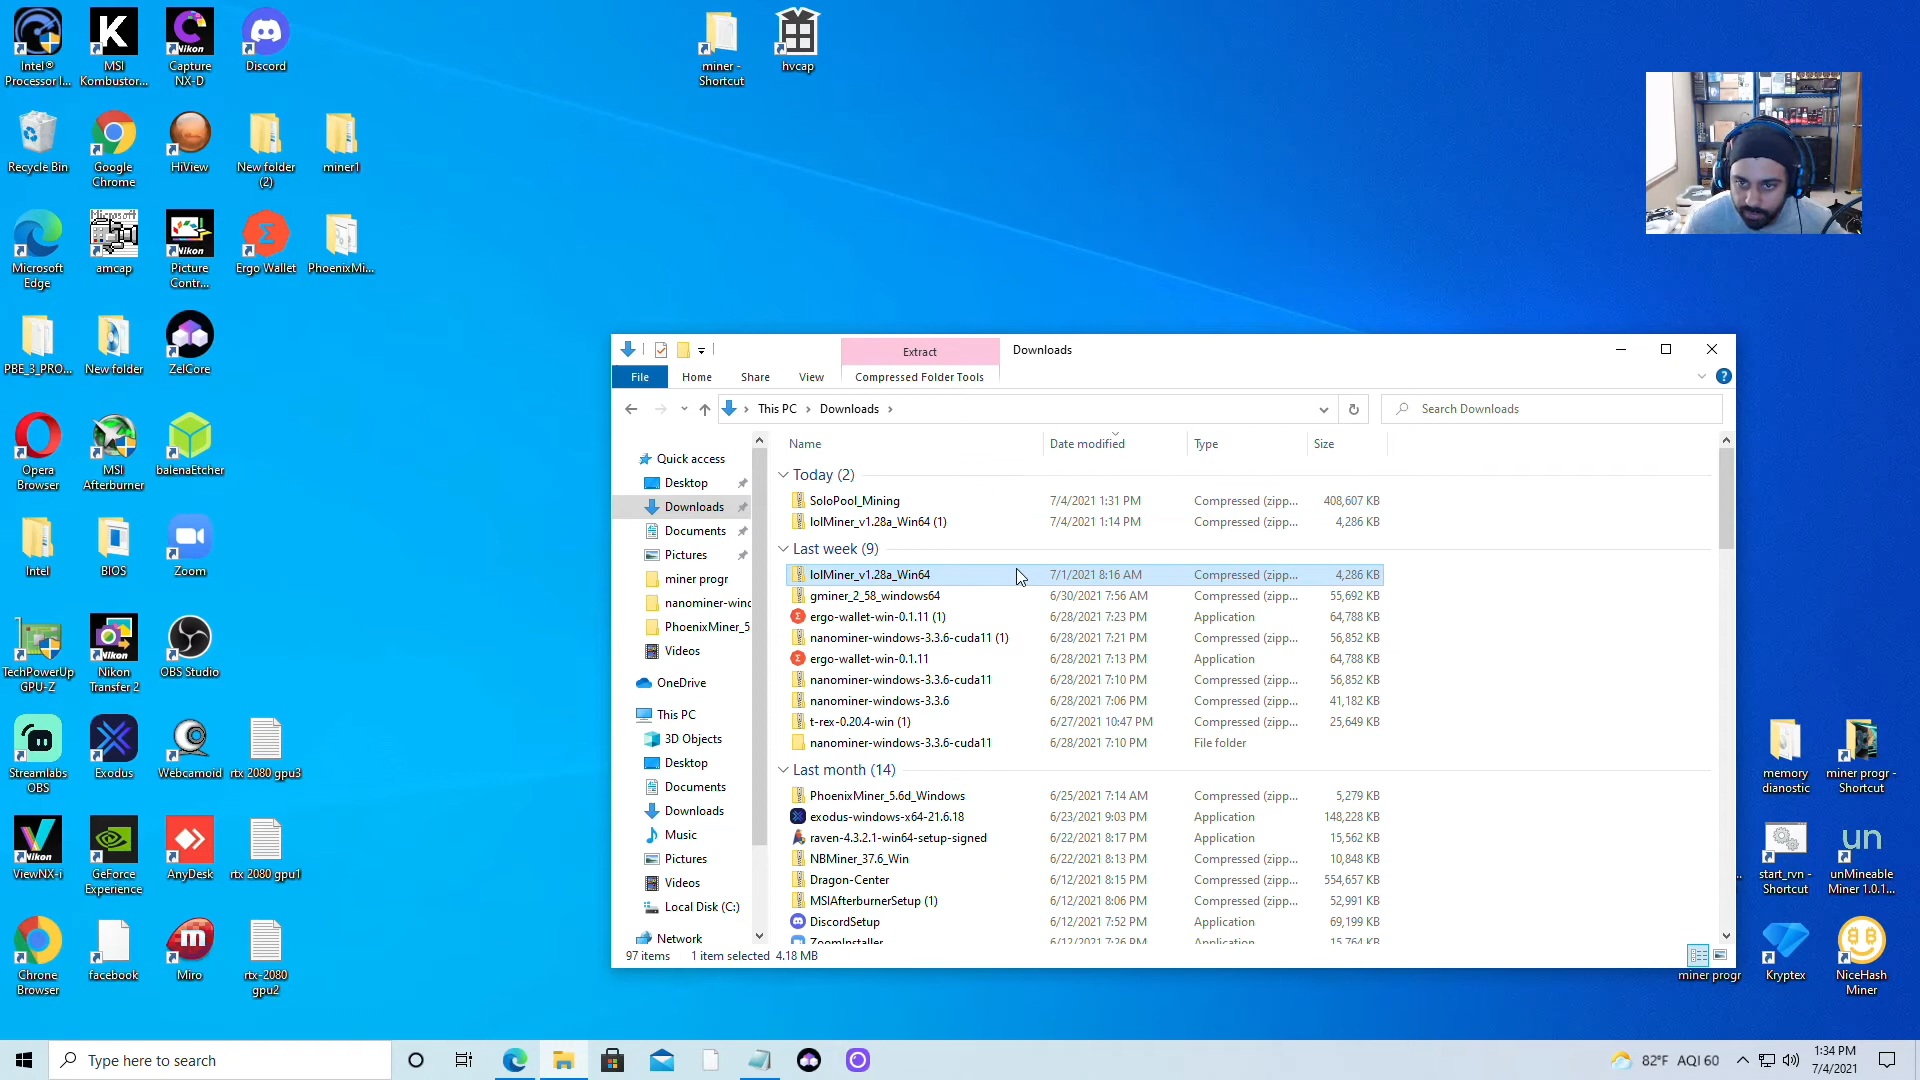 Intel®
Processor I...
MSI
Kombustor...
Capture
NX-D
Discord
miner -
Shortcut
hvcap
Recycle Bin
Google
Chrome
HiView
New folder
(2)
miner1
Microsoft
Edge
amcap
Picture
Contr...
Ergo Wallet
PhoenixMi...
PBE_3_PRO...
New folder
ZelCore
Opera
Browser
MSI
Afterburner
balenaEtcher
Intel
BIOS
Zoom
TechPowerUp
GPU-Z
Nikon
Transfer 2
OBS Studio
Streamlabs
OBS
Exodus
Webcamoid
rtx 2080 gpu3
ViewNX-i
GeForce
Experience
AnyDesk
rtx 2080 gpu1
Chrome
Browser
facebook
Miro
rtx-2080
gpu2
Extract
Downloads
File
Home
Share
View
Compressed Folder Tools
This PC
Downloads
Search Downloads
Quick access
Desktop
Downloads
Documents
Pictures
miner progr
nanominer-wind
PhoenixMiner_5
Videos
OneDrive
This PC
3D Objects
Desktop
Documents
Downloads
Music
Pictures
Videos
Local Disk (C:)
Network
Name Date modified Type Size
Today (2)
SoloPool_Mining 7/4/2021 1:31 PM Compressed (zipp... 408,607 KB
lolMiner_v1.28a_Win64 (1) 7/4/2021 1:14 PM Compressed (zipp... 4,286 KB
Last week (9)
lolMiner_v1.28a_Win64 7/1/2021 8:16 AM Compressed (zipp... 4,286 KB
gminer_2_58_windows64 6/30/2021 7:56 AM Compressed (zipp... 55,692 KB
ergo-wallet-win-0.1.11 (1) 6/28/2021 7:23 PM Application 64,788 KB
nanominer-windows-3.3.6-cuda11 (1) 6/28/2021 7:21 PM Compressed (zipp... 56,852 KB
ergo-wallet-win-0.1.11 6/28/2021 7:13 PM Application 64,788 KB
nanominer-windows-3.3.6-cuda11 6/28/2021 7:10 PM Compressed (zipp... 56,852 KB
nanominer-windows-3.3.6 6/28/2021 7:06 PM Compressed (zipp... 41,182 KB
t-rex-0.20.4-win (1) 6/27/2021 10:47 PM Compressed (zipp... 25,649 KB
nanominer-windows-3.3.6-cuda11 6/28/2021 7:10 PM File folder
Last month (14)
PhoenixMiner_5.6d_Windows 6/25/2021 7:14 AM Compressed (zipp... 5,279 KB
exodus-windows-x64-21.6.18 6/23/2021 9:03 PM Application 148,228 KB
raven-4.3.2.1-win64-setup-signed 6/22/2021 8:17 PM Application 15,562 KB
NBMiner_37.6_Win 6/22/2021 8:13 PM Compressed (zipp... 10,848 KB
Dragon-Center 6/12/2021 8:15 PM Compressed (zipp... 554,657 KB
MSIAfterburnerSetup (1) 6/12/2021 8:06 PM Compressed (zipp... 52,991 KB
DiscordSetup 6/12/2021 7:52 PM Application 69,199 KB
ZoomInstaller 6/12/2021 7:26 PM Application 15,764 KB
97 items 1 item selected 4.18 MB
memory
dianostic
miner progr -
Shortcut
start_rvn -
Shortcut
un
unMineable
Miner 1.0.1...
miner progr
Kryptex
NiceHash
Miner
Type here to search
82°F AQI 60
1:34 PM
7/4/2021